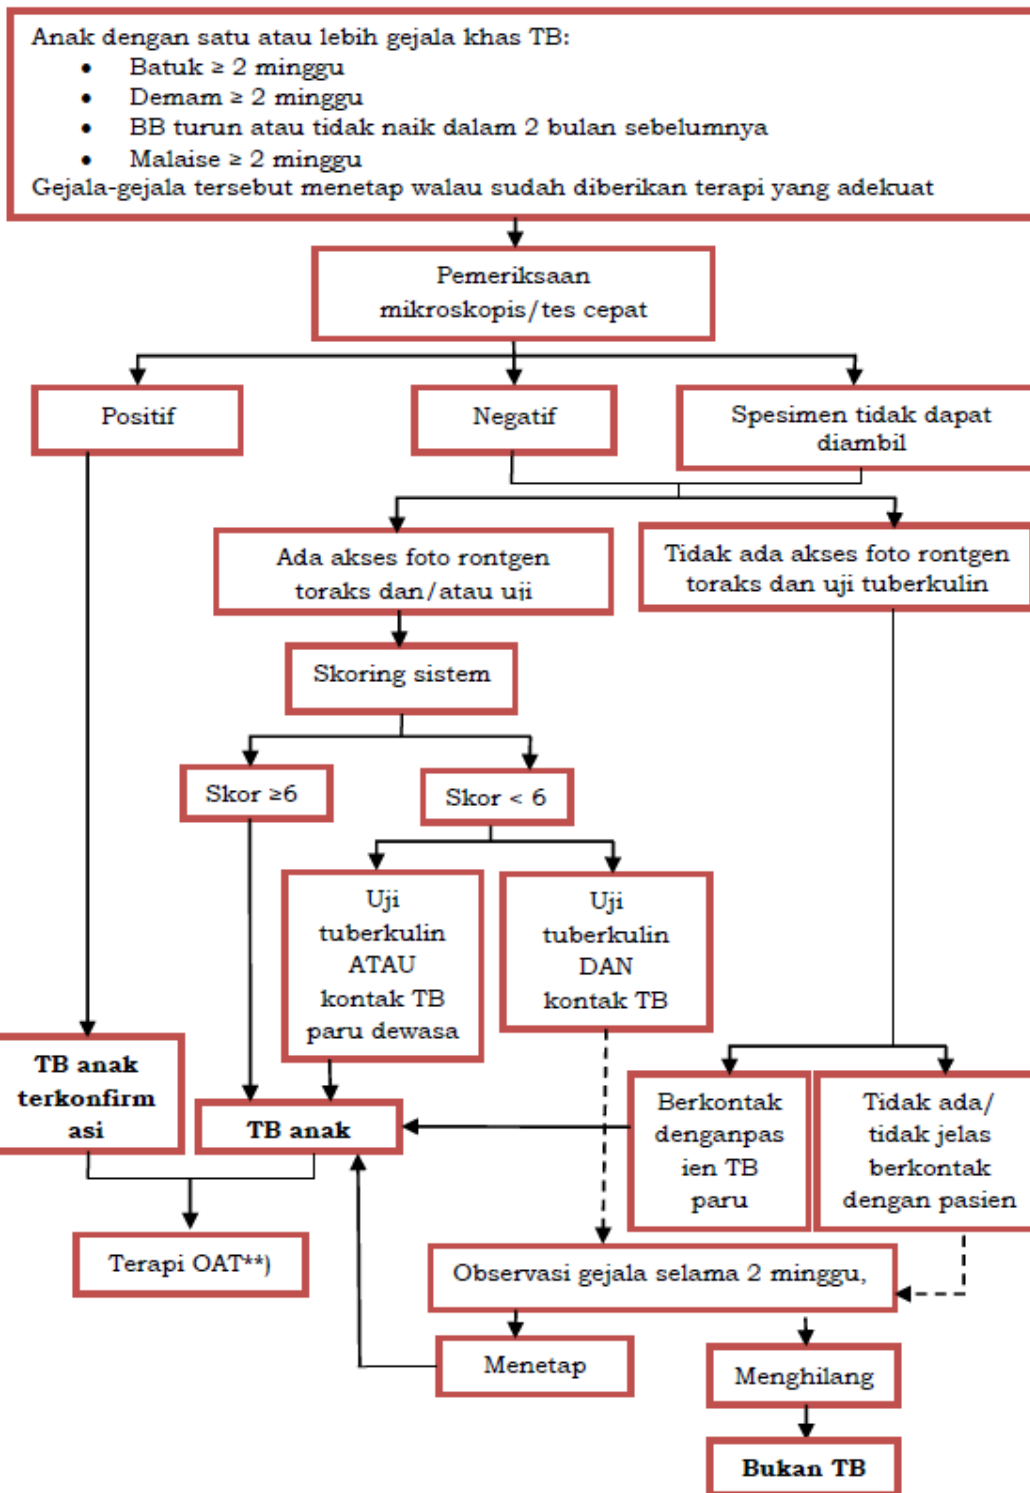 Anak dengan satu atau lebih gejala khas TB:
• Batuk ≥ 2 minggu
• Demam ≥ 2 minggu
• BB turun atau tidak naik dalam 2 bulan sebelumnya
• Malaise ≥ 2 minggu
Gejala-gejala tersebut menetap walau sudah diberikan terapi yang adekuat
Pemeriksaan
mikroskopis/tes cepat
Positif
Negatif
Spesimen tidak dapat
diambil
Ada akses foto rontgen
toraks dan/atau uji
Tidak ada akses foto rontgen
toraks dan uji tuberkulin
Skoring sistem
Skor ≥6
Skor < 6
Uji
tuberkulin
ATAU
kontak TB
paru dewasa
Uji
tuberkulin
DAN
kontak TB
TB anak
terkonfirm
asi
TB anak
Berkontak
denganpas
ien TB
paru
Tidak ada/
tidak jelas
berkontak
dengan pasien
Terapi OAT**)
Observasi gejala selama 2 minggu,
Menetap
Menghilang
Bukan TB